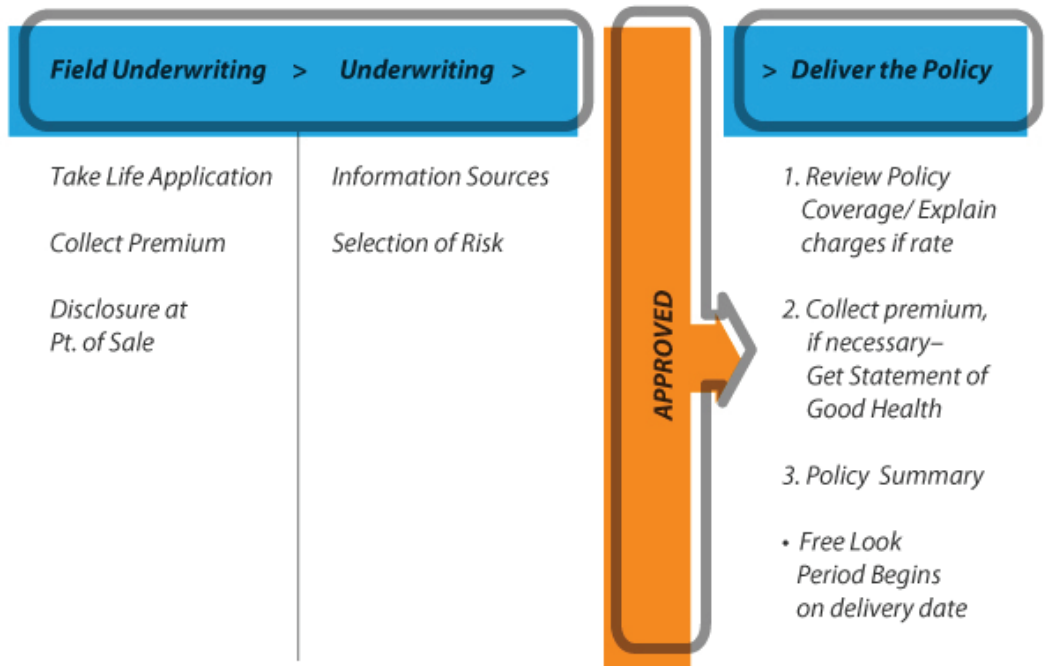 Field Underwriting > Underwriting >
Take Life Application
Collect Premium
Disclosure at
Pt. of Sale
Information Sources
Selection of Risk
APPROVED
> Deliver the Policy
1. Review Policy
Coverage/ Explain
charges if rate
2. Collect premium,
if necessary–
Get Statement of
Good Health
3. Policy Summary
• Free Look
Period Begins
on delivery date